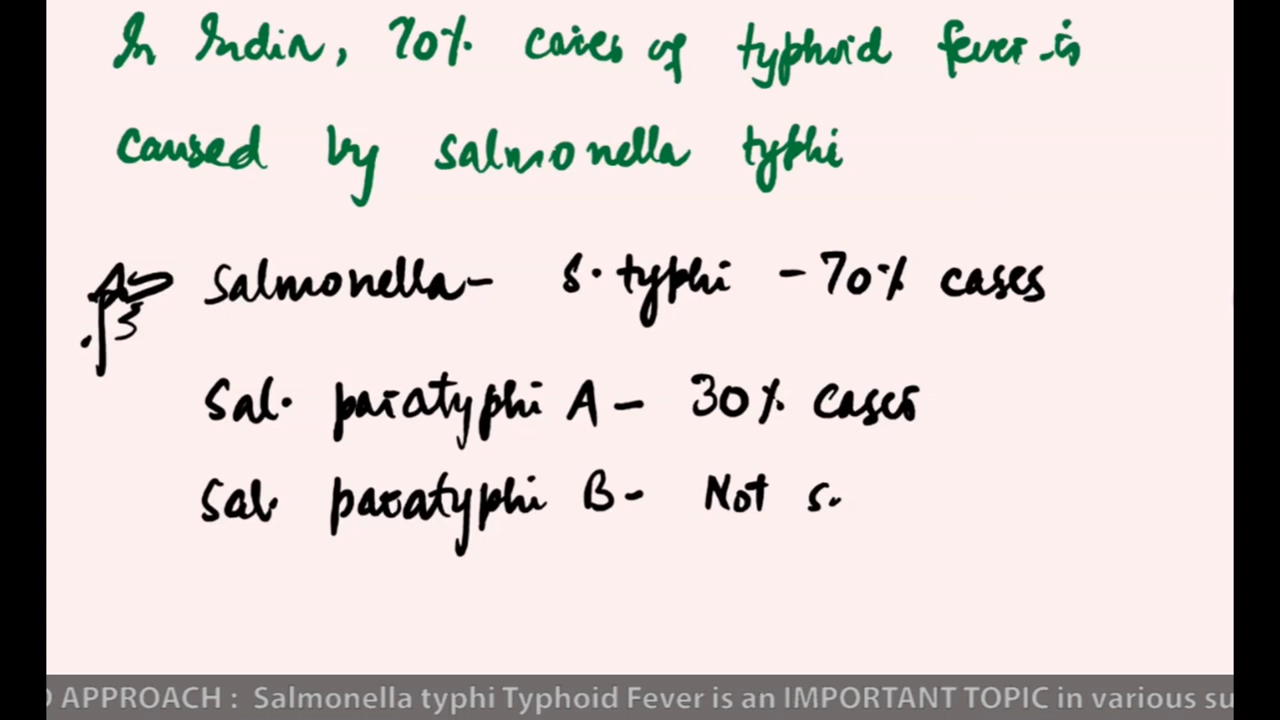 In India, 70% cases of typhoid fever is
caused by salmonella typhi
Salmonella - S. typhi - 70% cases
Sal. paratyphi A - 30% cases
Sal. paratyphi B - Not s
APPROACH : Salmonella typhi Typhoid Fever is an IMPORTANT TOPIC in various su